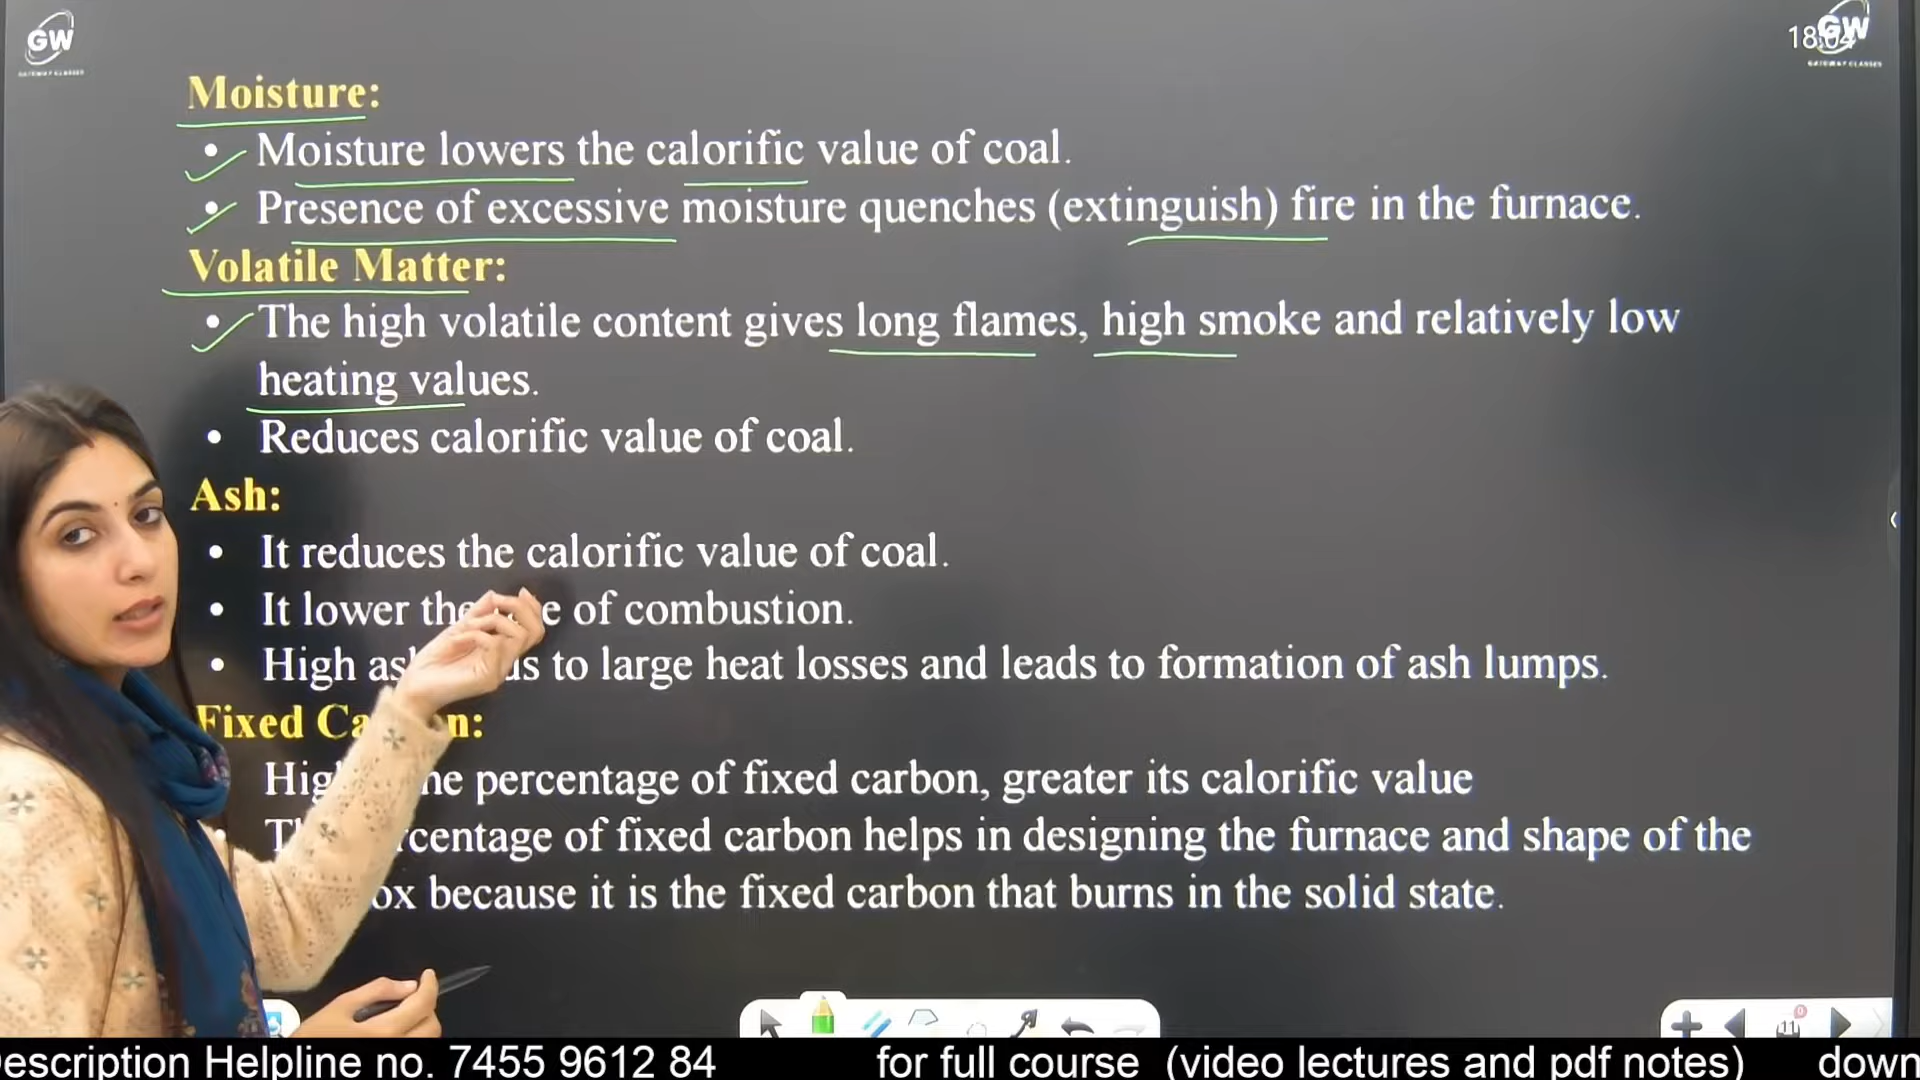 GW
GATEWAY CLASSES
18:04
GW
GATEWAY CLASSES
Moisture:
• Moisture lowers the calorific value of coal.
• Presence of excessive moisture quenches (extinguish) fire in the furnace.
Volatile Matter:
• The high volatile content gives long flames, high smoke and relatively low
heating values.
• Reduces calorific value of coal.
Ash:
• It reduces the calorific value of coal.
• It lower the of combustion.
• High to large heat losses and leads to formation of ash lumps.
Fixed
percentage of fixed carbon, greater its calorific value
of fixed carbon helps in designing the furnace and shape of the
because it is the fixed carbon that burns in the solid state.
11
0
escription Helpline no. 7455 9612 84 for full course (video lectures and pdf notes) down